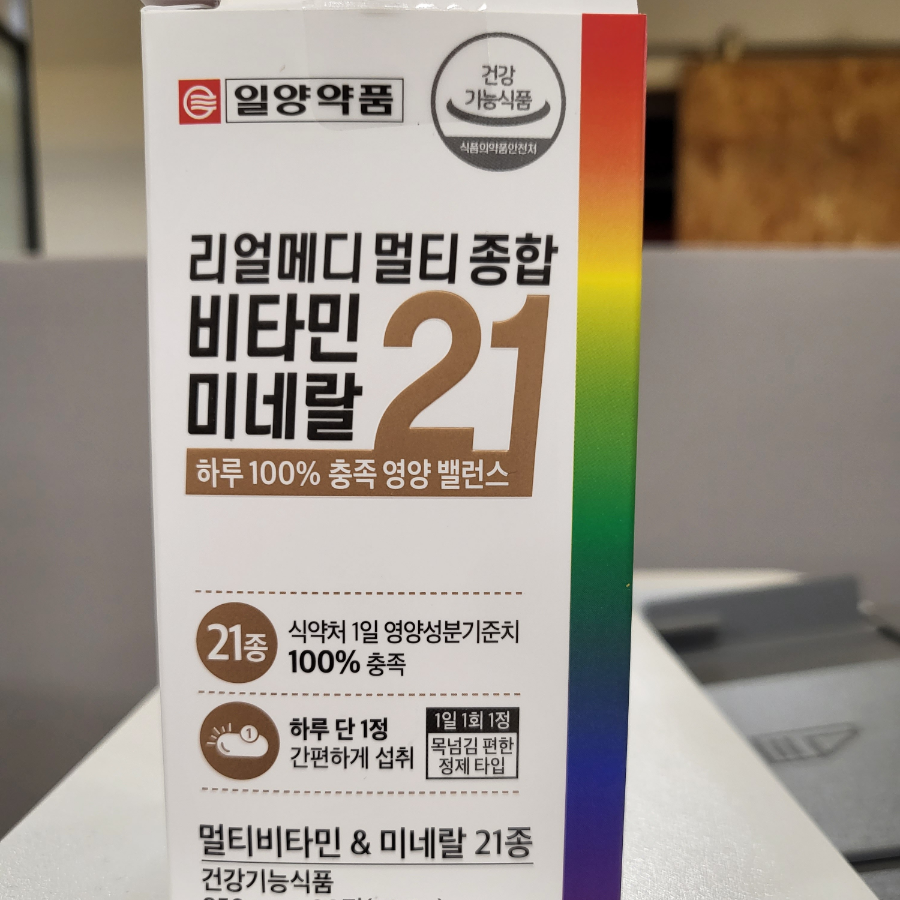 일양약품
건강
기능식품
식품의약품안전처
리얼메디 멀티 종합
비타민
미네랄
21
하루 100% 충족 영양 밸런스
21종
식약처 1일 영양성분기준치
100% 충족
1
하루 단 1정
간편하게 섭취
1일 1회 1정
목넘김 편한
정제 타입
멀티비타민 & 미네랄 21종
건강기능식품